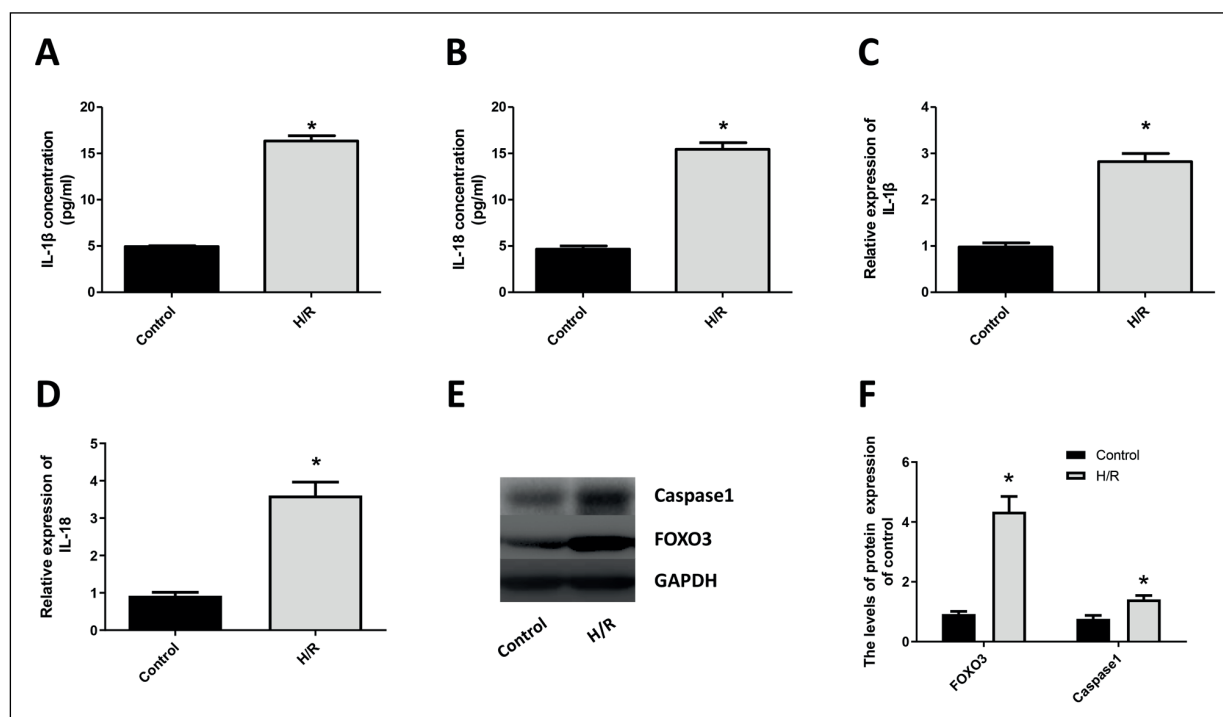 A
IL-1β concentration
(pg/ml)
20
15
10
5
0
*
Control
H/R
B
IL-18 concentration
(pg/ml)
20
15
10
5
0
*
Control
H/R
C
Relative expression of
IL-1β
4
3
2
1
0
*
Control
H/R
D
Relative expression of
IL-18
5
4
3
2
1
0
*
Control
H/R
E
Caspase1
FOXO3
GAPDH
Control
H/R
F
The levels of protein expression
of control
6
4
2
0
Control
H/R
*
*
FOXO3
Caspase1